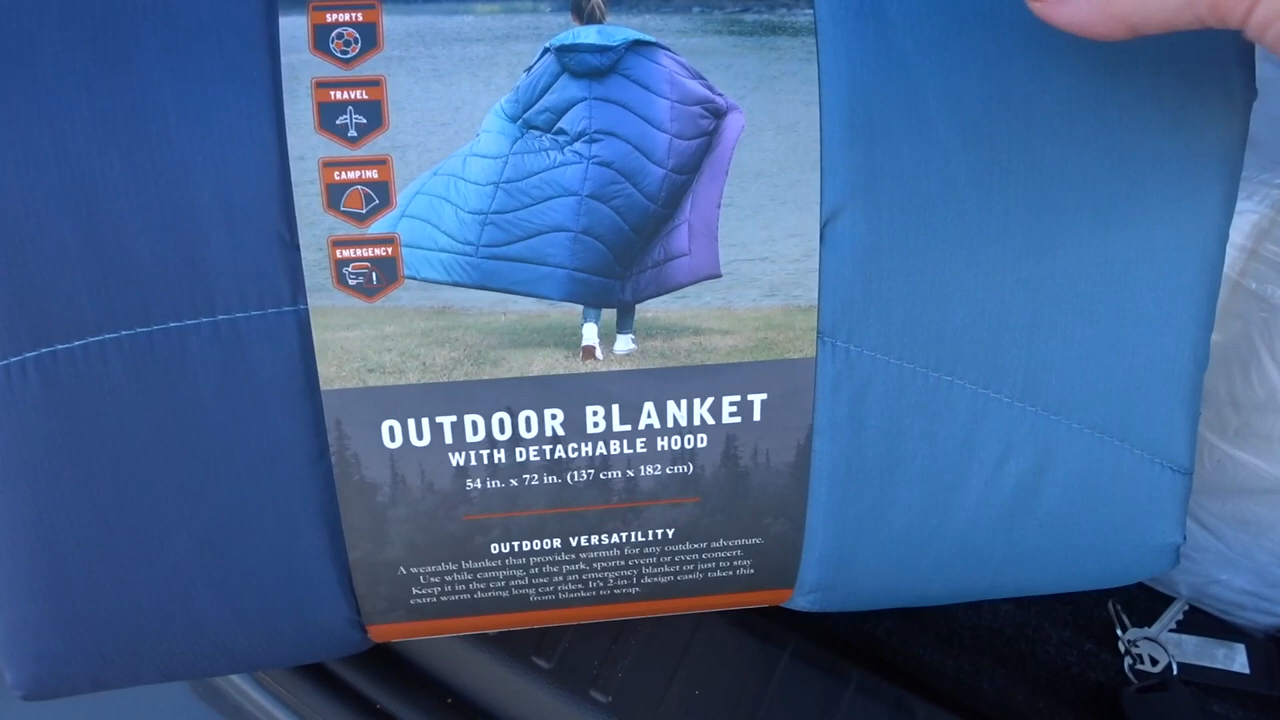 SPORTS
TRAVEL
CAMPING
EMERGENCY
OUTDOOR BLANKET
WITH DETACHABLE HOOD
54 in. x 72 in. (137 cm x 182 cm)
OUTDOOR VERSATILITY
A wearable blanket that provides warmth for any outdoor adventure.
Use while camping, at the park, sports event or even concert.
Keep it in the car and use as an emergency blanket or just to stay
extra warm during long car rides. It's 2-in-1 design easily takes this
from blanket to wrap.